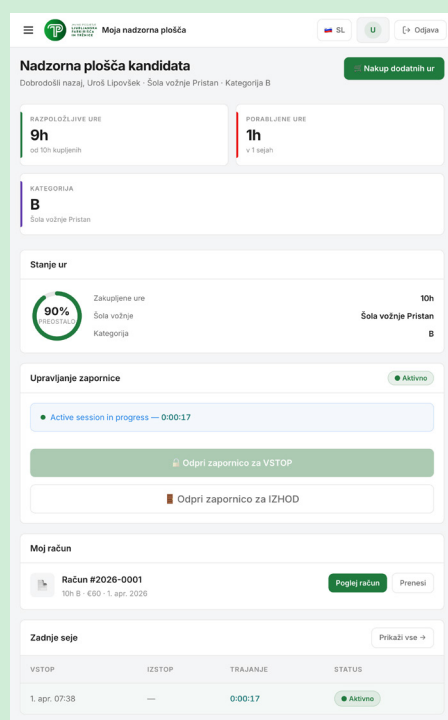 LJUBLJANSKA
PARKIRIŠČA
IN TRŽNICE
Moja nadzorna plošča
SL
U
Odjava
Nadzorna plošča kandidata
Dobrodošli nazaj, Uroš Lipovšek · Šola vožnje Pristan · Kategorija B
Nakup dodatnih ur
RAZPOLOŽLJIVE URE
9h
od 10h kupljenih
PORABLJENE URE
1h
v 1 sejah
KATEGORIJA
B
Šola vožnje Pristan
Stanje ur
90%
PREOSTALO
Zakupljene ure
10h
Šola vožnje
Šola vožnje Pristan
Kategorija
B
Upravljanje zapornice
Aktivno
Active session in progress — 0:00:17
Odpri zapornico za VSTOP
Odpri zapornico za IZHOD
Moj račun
Račun #2026-0001
10h B · €60 · 1. apr. 2026
Poglej račun
Prenesi
Zadnje seje
Prikaži vse →
VSTOP IZSTOP TRAJANJE STATUS
1. apr. 07:38 — 0:00:17 Aktivno